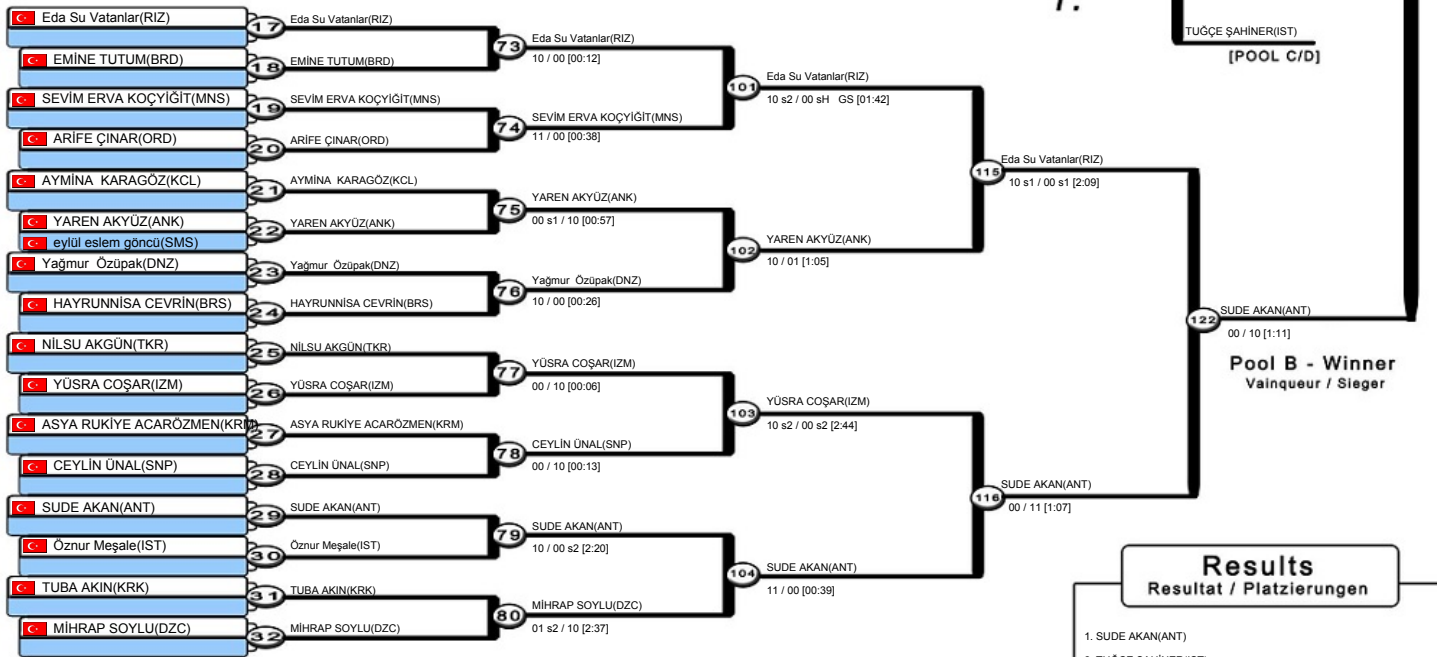 1.
TUĞÇE ŞAHİNER(IST)
[POOL C/D]
Eda Su Vatanlar(RIZ)
17
Eda Su Vatanlar(RIZ)
EMİNE TUTUM(BRD)
18
EMİNE TUTUM(BRD)
SEVİM ERVA KOÇYİĞİT(MNS)
19
SEVİM ERVA KOÇYİĞİT(MNS)
ARİFE ÇINAR(ORD)
20
ARİFE ÇINAR(ORD)
AYMİNA KARAGÖZ(KCL)
21
AYMİNA KARAGÖZ(KCL)
YAREN AKYÜZ(ANK)
eylül eslem göncü(SMS)
22
YAREN AKYÜZ(ANK)
Yağmur Özüpak(DNZ)
23
Yağmur Özüpak(DNZ)
HAYRUNNİSA CEVRİN(BRS)
24
HAYRUNNİSA CEVRİN(BRS)
NİLSU AKGÜN(TKR)
25
NİLSU AKGÜN(TKR)
YÜSRA COŞAR(IZM)
26
YÜSRA COŞAR(IZM)
ASYA RUKİYE ACARÖZMEN(KRM)
27
ASYA RUKİYE ACARÖZMEN(KRM)
CEYLİN ÜNAL(SNP)
28
CEYLİN ÜNAL(SNP)
SUDE AKAN(ANT)
29
SUDE AKAN(ANT)
Öznur Meşale(IST)
30
Öznur Meşale(IST)
TUBA AKIN(KRK)
31
TUBA AKIN(KRK)
MİHRAP SOYLU(DZC)
32
MİHRAP SOYLU(DZC)
73
Eda Su Vatanlar(RIZ)
10 / 00 [00:12]
74
SEVİM ERVA KOÇYİĞİT(MNS)
11 / 00 [00:38]
75
YAREN AKYÜZ(ANK)
00 s1 / 10 [00:57]
76
Yağmur Özüpak(DNZ)
10 / 00 [00:26]
77
YÜSRA COŞAR(IZM)
00 / 10 [00:06]
78
CEYLİN ÜNAL(SNP)
00 / 10 [00:13]
79
SUDE AKAN(ANT)
10 / 00 s2 [2:20]
80
MİHRAP SOYLU(DZC)
01 s2 / 10 [2:37]
101
Eda Su Vatanlar(RIZ)
10 s2 / 00 sH GS [01:42]
102
YAREN AKYÜZ(ANK)
10 / 01 [1:05]
103
YÜSRA COŞAR(IZM)
10 s2 / 00 s2 [2:44]
104
SUDE AKAN(ANT)
11 / 00 [00:39]
115
Eda Su Vatanlar(RIZ)
10 s1 / 00 s1 [2:09]
116
SUDE AKAN(ANT)
00 / 11 [1:07]
122
SUDE AKAN(ANT)
00 / 10 [1:11]
Pool B - Winner
Vainqueur / Sieger
Results
Resultat / Platzierungen
1. SUDE AKAN(ANT)